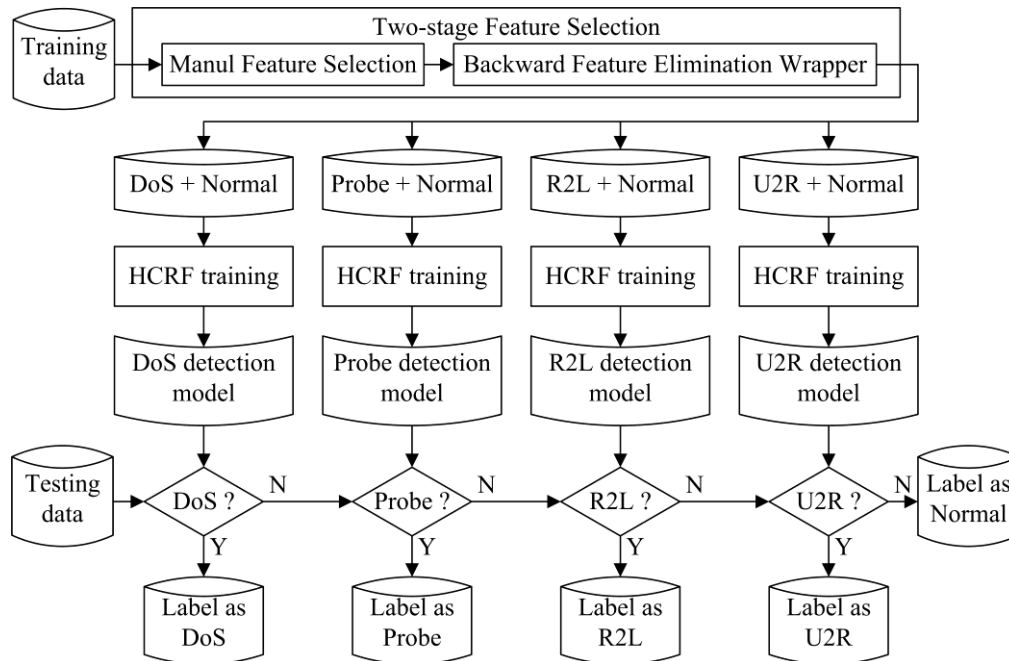 Two-stage Feature Selection
Training
data
Manul Feature Selection
Backward Feature Elimination Wrapper
DoS + Normal
Probe + Normal
R2L + Normal
U2R + Normal
HCRF training
HCRF training
HCRF training
HCRF training
DoS detection
model
Probe detection
model
R2L detection
model
U2R detection
model
Testing
data
DoS ?
N
Probe ?
N
R2L ?
N
U2R ?
N
Label as
Normal
Y
Y
Y
Y
Label as
DoS
Label as
Probe
Label as
R2L
Label as
U2R